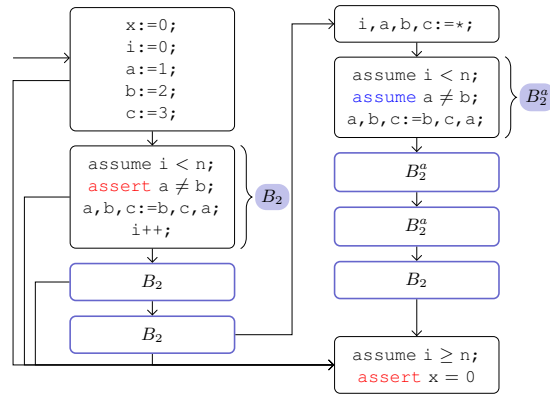 x:=0;
i:=0;
a:=1;
b:=2;
c:=3;
assume i < n;
assert a ≠ b;
a,b,c:=b,c,a;
i++;
B₂
B₂
B₂
i,a,b,c:=⋆;
assume i < n;
assume a ≠ b;
a,b,c:=b,c,a;
B₂ᵃ
B₂ᵃ
B₂ᵃ
B₂
assume i ≥ n;
assert x = 0